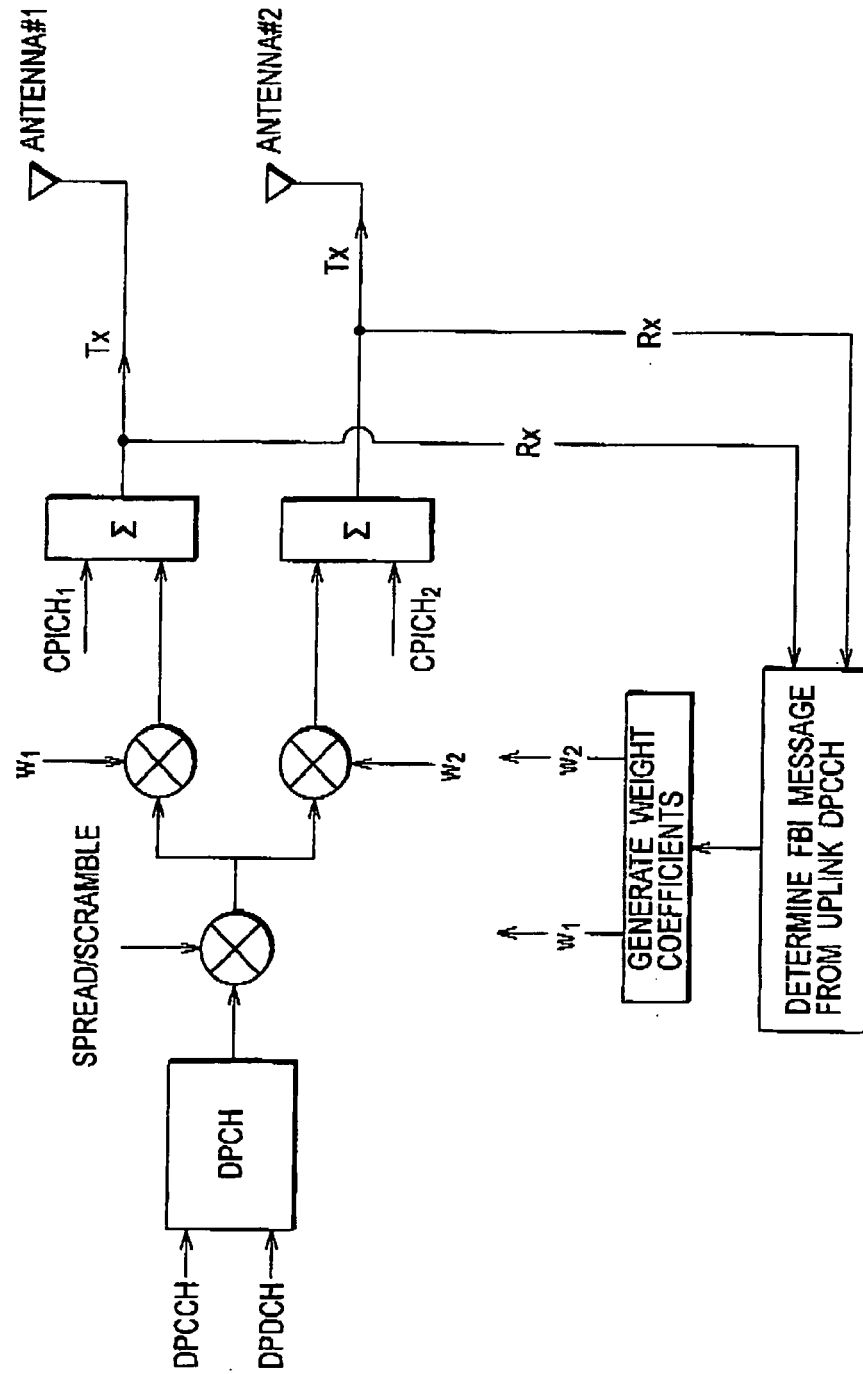 DPCCH
DPDCH
DPCH
SPREAD/SCRAMBLE
w1
w2
CPICH1
CPICH2
Σ
Σ
Tx
Tx
ANTENNA#1
ANTENNA#2
Rx
Rx
w1
w2
GENERATE WEIGHT
COEFFICIENTS
DETERMINE FBI MESSAGE
FROM UPLINK DPCCH